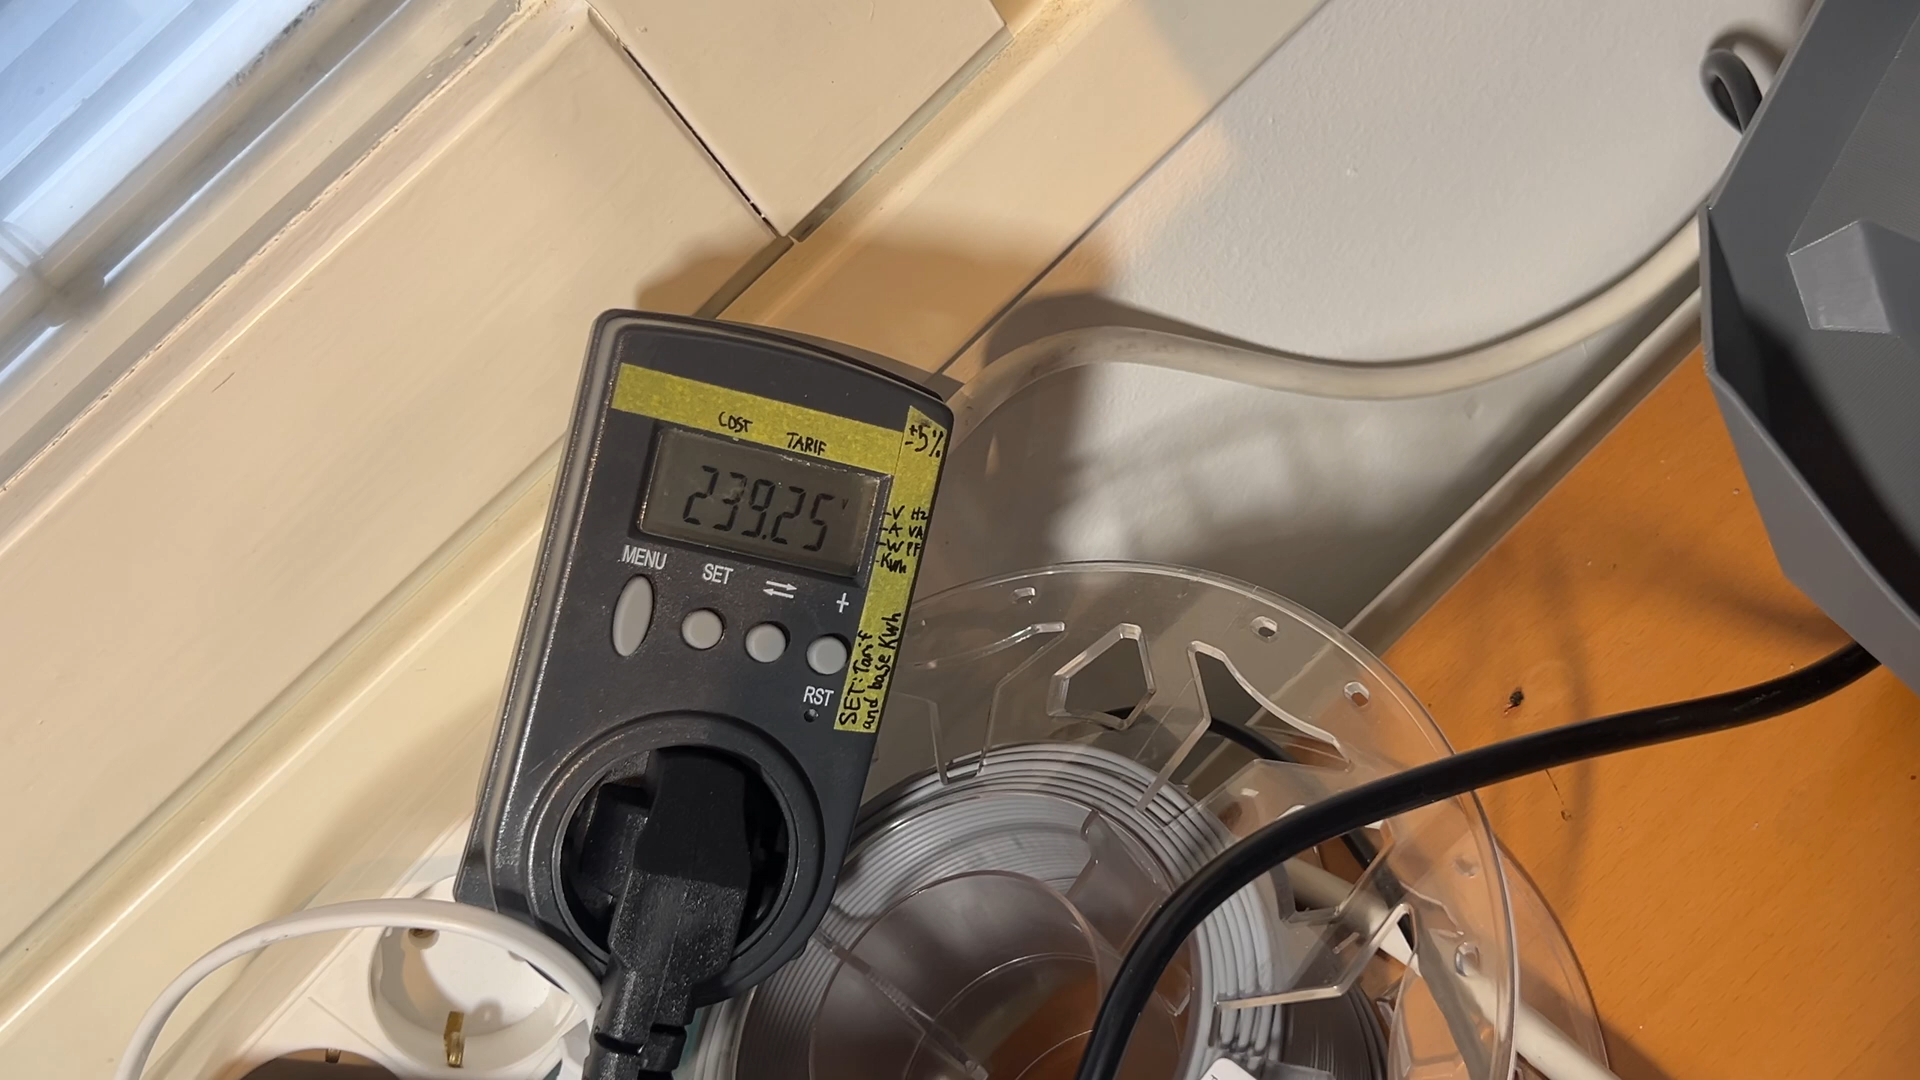 COST TARIF
±5%
239.25
V Hz
A VA
W PF
Kwh
MENU SET ⇄ +
RST
SET: Tarif
and base Kwh